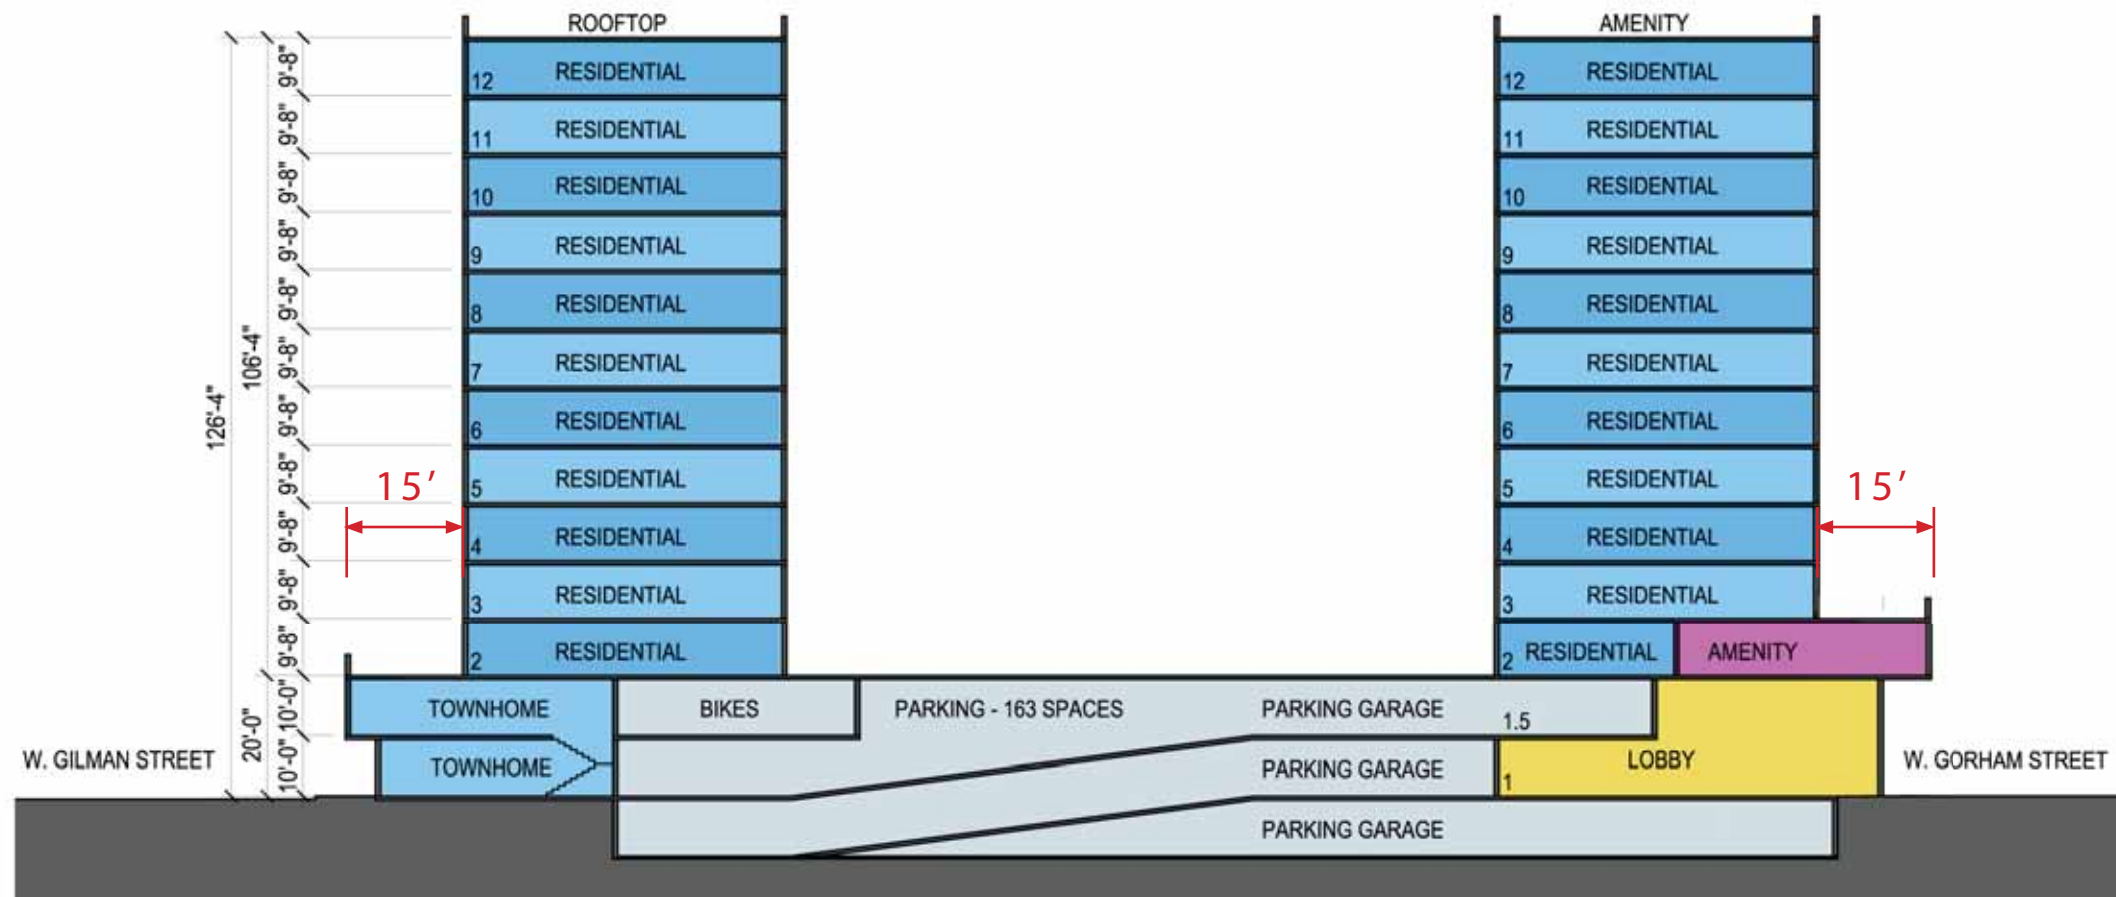 ROOFTOP
AMENITY
12 RESIDENTIAL
11 RESIDENTIAL
10 RESIDENTIAL
9 RESIDENTIAL
8 RESIDENTIAL
7 RESIDENTIAL
6 RESIDENTIAL
5 RESIDENTIAL
4 RESIDENTIAL
3 RESIDENTIAL
2 RESIDENTIAL
12 RESIDENTIAL
11 RESIDENTIAL
10 RESIDENTIAL
9 RESIDENTIAL
8 RESIDENTIAL
7 RESIDENTIAL
6 RESIDENTIAL
5 RESIDENTIAL
4 RESIDENTIAL
3 RESIDENTIAL
2 RESIDENTIAL AMENITY
9'-8"
9'-8"
9'-8"
9'-8"
9'-8"
9'-8"
9'-8"
9'-8"
9'-8"
9'-8"
9'-8"
10'-0"
10'-0"
106'-4"
20'-0"
126'-4"
15'
15'
TOWNHOME
BIKES
PARKING - 163 SPACES
PARKING GARAGE
1.5
W. GILMAN STREET
TOWNHOME
PARKING GARAGE
1
LOBBY
W. GORHAM STREET
PARKING GARAGE